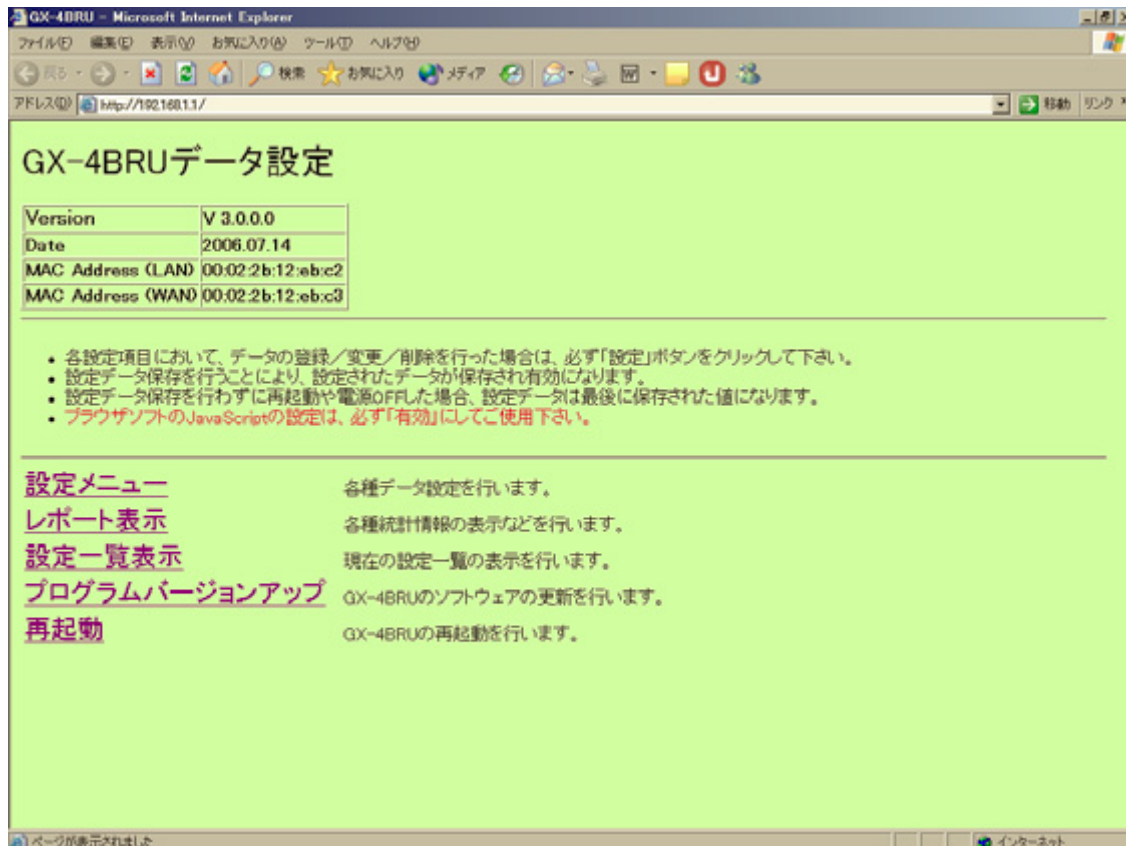 GX-4BRU - Microsoft Internet Explorer
ファイル(F) 編集(E) 表示(V) お気に入り(A) ツール(T) ヘルプ(H)
戻る 検索 お気に入り メディア
アドレス(D) http://192.168.1.1/ 移動 リンク
GX-4BRUデータ設定
Version V 3.0.0.0
Date 2006.07.14
MAC Address (LAN) 00:02:2b:12:eb:c2
MAC Address (WAN) 00:02:2b:12:eb:c3
• 各設定項目において、データの登録／変更／削除を行った場合は、必ず「設定」ボタンをクリックして下さい。
• 設定データ保存を行うことにより、設定されたデータが保存され有効になります。
• 設定データ保存を行わずに再起動や電源OFFした場合、設定データは最後に保存された値になります。
• ブラウザソフトのJavaScriptの設定は、必ず「有効」にしてご使用下さい。
設定メニュー 各種データ設定を行います。
レポート表示 各種統計情報の表示などを行います。
設定一覧表示 現在の設定一覧の表示を行います。
プログラムバージョンアップ GX-4BRUのソフトウェアの更新を行います。
再起動 GX-4BRUの再起動を行います。
ページが表示されました インターネット